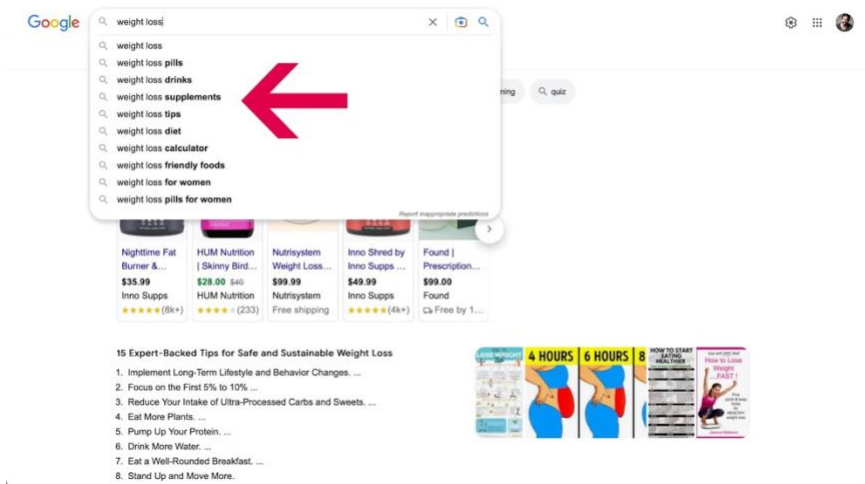 Google
weight loss
weight loss
weight loss pills
weight loss drinks
weight loss supplements
weight loss tips
weight loss diet
weight loss calculator
weight loss friendly foods
weight loss for women
weight loss pills for women
Report inappropriate predictions
ning
quiz
Nighttime Fat
Burner &...
$35.99
Inno Supps
(8k+)
HUM Nutrition
| Skinny Bird...
$28.00 $40
HUM Nutrition
(233)
Nutrisystem
Weight Loss...
$99.99
Nutrisystem
Free shipping
Inno Shred by
Inno Supps ...
$49.99
Inno Supps
(4k+)
Found |
Prescription...
$99.00
Found
Free by 1...
15 Expert-Backed Tips for Safe and Sustainable Weight Loss
1. Implement Long-Term Lifestyle and Behavior Changes. ...
2. Focus on the First 5% to 10% ...
3. Reduce Your Intake of Ultra-Processed Carbs and Sweets. ...
4. Eat More Plants. ...
5. Pump Up Your Protein. ...
6. Drink More Water. ...
7. Eat a Well-Rounded Breakfast. ...
8. Stand Up and Move More.
LOSE WEIGHT
4 HOURS
6 HOURS
8
HOW TO START
EATING
HEALTHIER
How to Lose
Weight
...FAST !